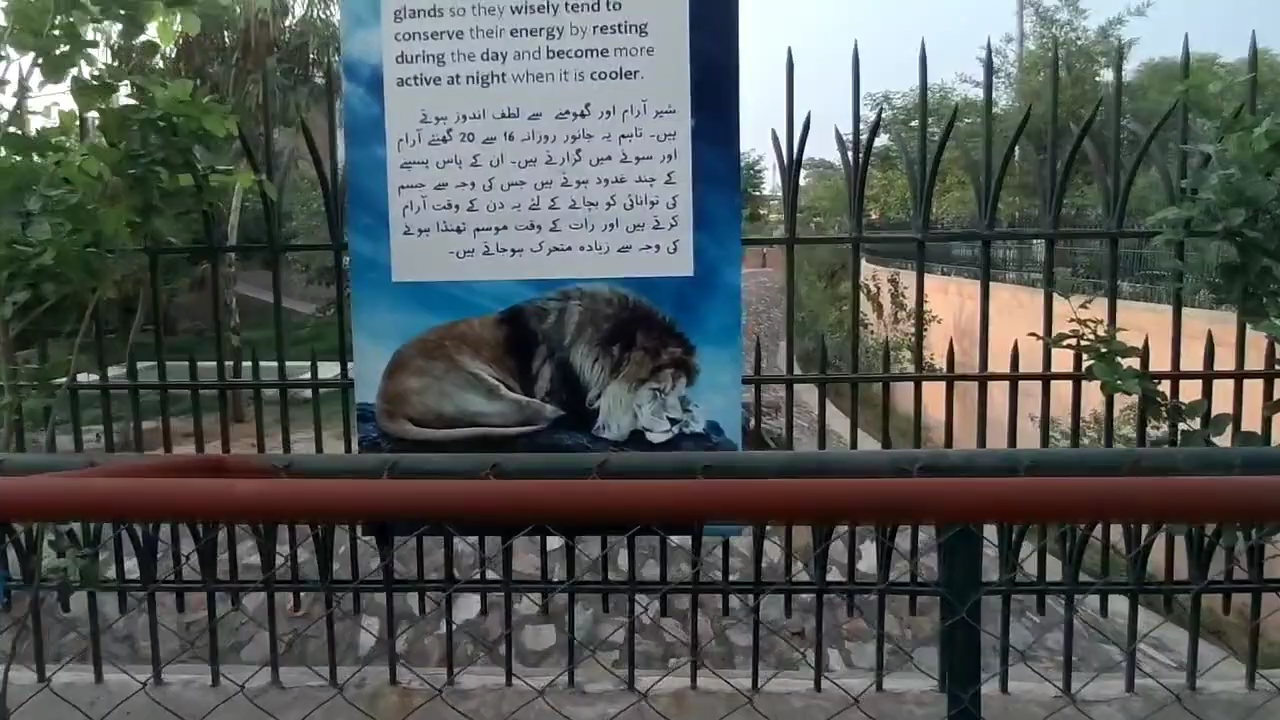 glands so they wisely tend to
conserve their energy by resting
during the day and become more
active at night when it is cooler.
شیر آرام اور گھومنے سے لطف اندوز ہوتے
ہیں۔ تاہم یہ جانور روزانہ 16 سے 20 گھنٹے آرام
اور سونے میں گزارتے ہیں۔ ان کے پاس پسینے
کے چند غدود ہوتے ہیں جس کی وجہ سے جسم
کی توانائی کو بچانے کے لئے یہ دن کے وقت آرام
کرتے ہیں اور رات کے وقت موسم ٹھنڈا ہونے
کی وجہ سے زیادہ متحرک ہوجاتے ہیں۔